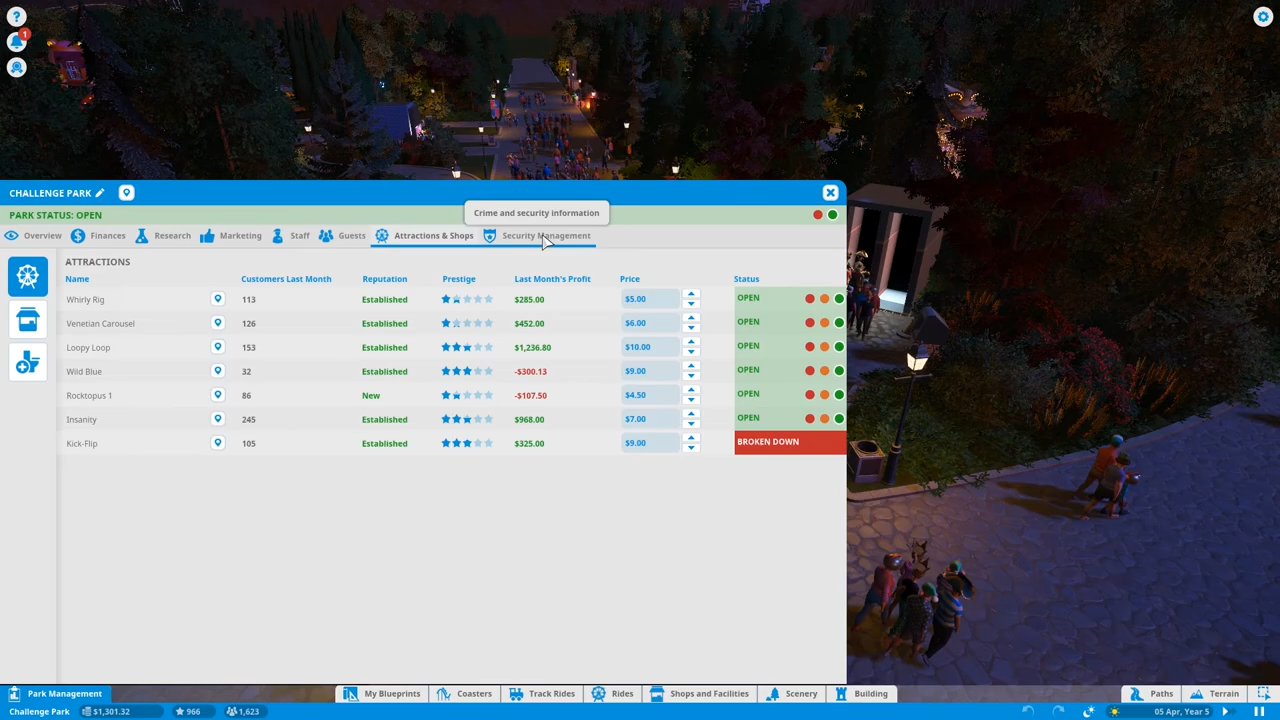 ?
1
CHALLENGE PARK
PARK STATUS: OPEN
Crime and security information
Overview Finances Research Marketing Staff Guests Attractions & Shops Security Management
ATTRACTIONS
Name Customers Last Month Reputation Prestige Last Month's Profit Price Status
Whirly Rig 113 Established $285.00 $5.00 OPEN
Venetian Carousel 126 Established $452.00 $6.00 OPEN
Loopy Loop 153 Established $1,236.80 $10.00 OPEN
Wild Blue 32 Established -$300.13 $9.00 OPEN
Rocktopus 1 86 New -$107.50 $4.50 OPEN
Insanity 245 Established $968.00 $7.00 OPEN
Kick-Flip 105 Established $325.00 $9.00 BROKEN DOWN
Park Management My Blueprints Coasters Track Rides Rides Shops and Facilities Scenery Building Paths Terrain
Challenge Park $1,301.32 966 1,623 05 Apr, Year 5